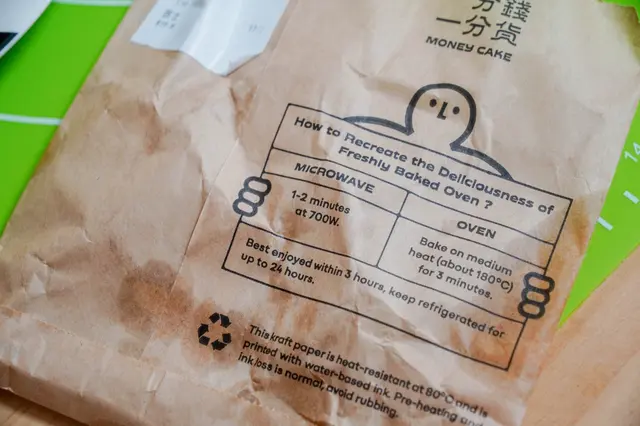 分錢
一分貨
MONEY CAKE
How to Recreate the Deliciousness of
Freshly Baked Oven ?
MICROWAVE
1-2 minutes
at 700W.
OVEN
Bake on medium
heat (about 180°C)
for 3 minutes.
Best enjoyed within 3 hours, keep refrigerated for
up to 24 hours.
This kraft paper is heat-resistant at 80°C and is
printed with water-based ink. Pre-heating and
ink loss is normal, avoid rubbing.
14